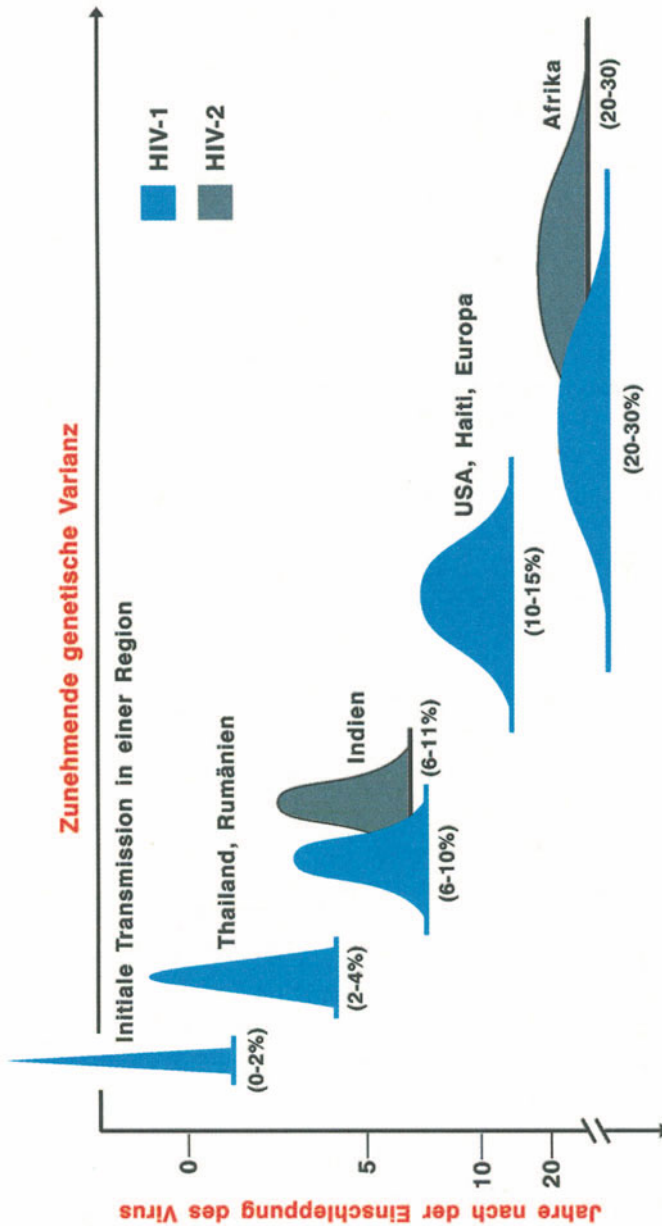 Zunehmende genetische Varianz
Initiale Transmission in einer Region
HIV-1
HIV-2
Thailand, Rumänien
Indien
USA, Haiti, Europa
Afrika
(0-2%)
(2-4%)
(6-10%)
(6-11%)
(10-15%)
(20-30%)
(20-30)
Jahre nach der Einschleppung des Virus
0
5
10
20